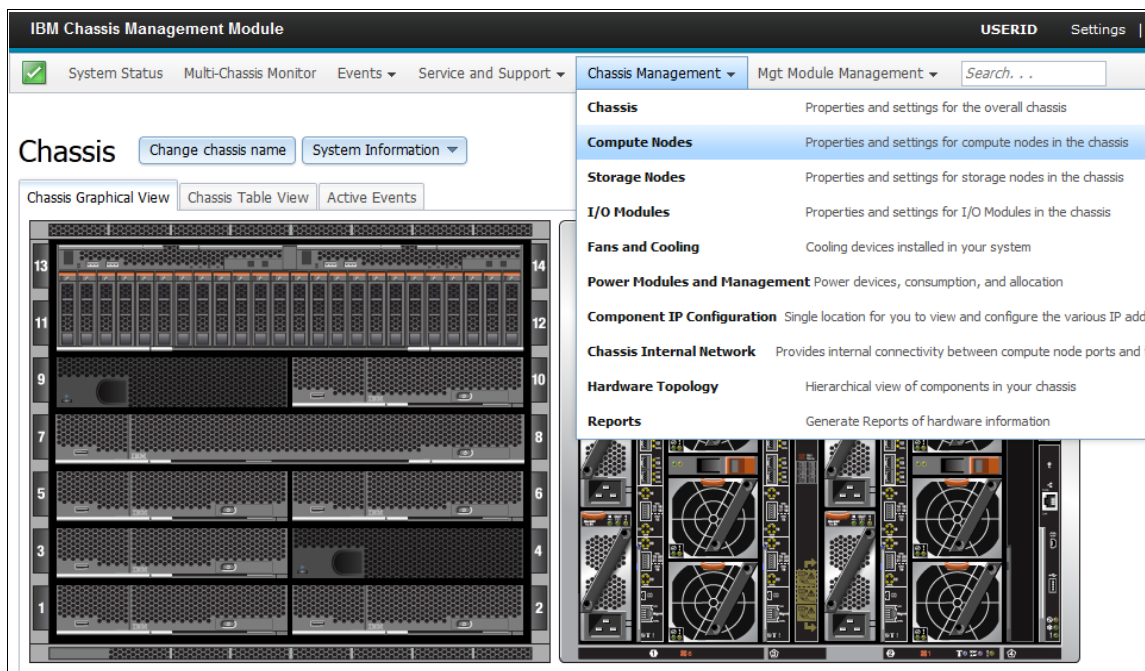 IBM Chassis Management Module USERID Settings |
System Status Multi-Chassis Monitor Events Service and Support Chassis Management Mgt Module Management Search. . .
Chassis Properties and settings for the overall chassis
Compute Nodes Properties and settings for compute nodes in the chassis
Storage Nodes Properties and settings for storage nodes in the chassis
I/O Modules Properties and settings for I/O Modules in the chassis
Fans and Cooling Cooling devices installed in your system
Power Modules and Management Power devices, consumption, and allocation
Component IP Configuration Single location for you to view and configure the various IP add
Chassis Internal Network Provides internal connectivity between compute node ports and
Hardware Topology Hierarchical view of components in your chassis
Reports Generate Reports of hardware information
Chassis Change chassis name System Information
Chassis Graphical View Chassis Table View Active Events
13 14
11 12
9 10
7 8
5 6
3 4
1 2